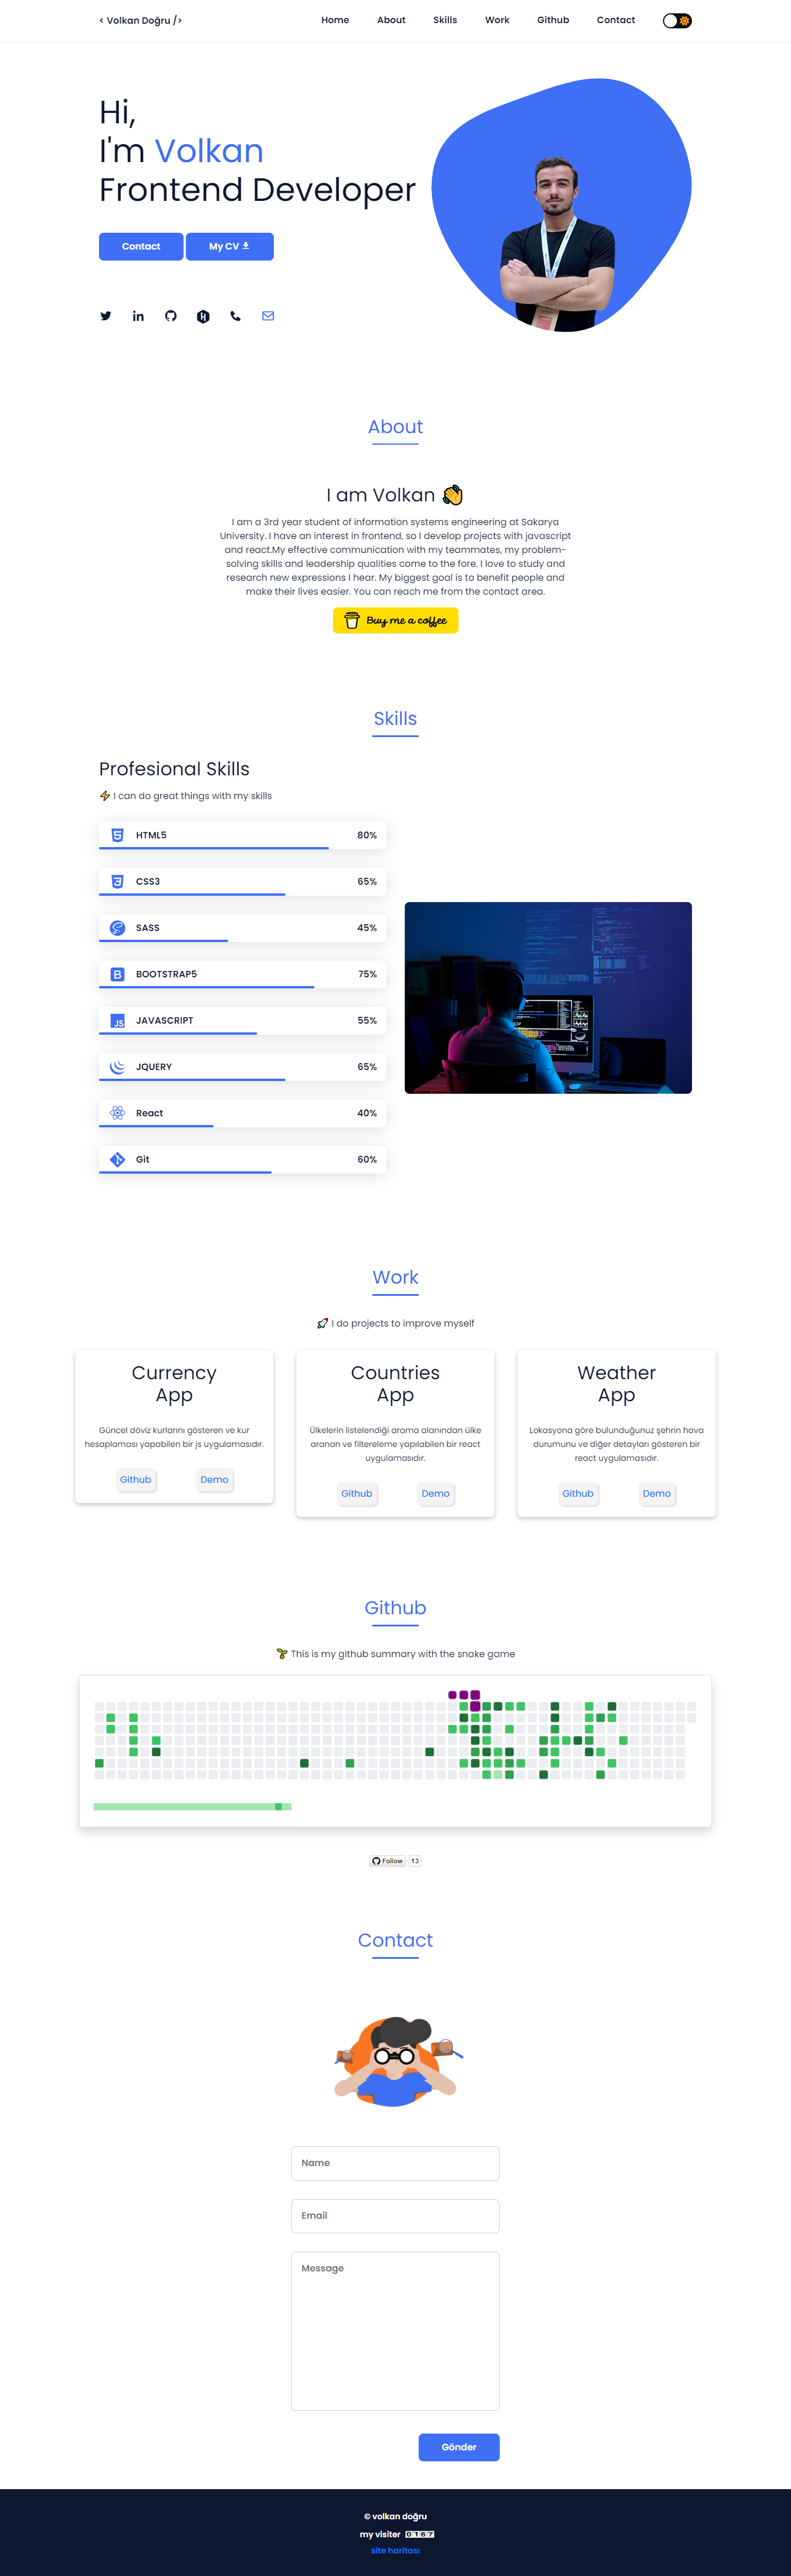 < Volkan Doğru />
Home About Skills Work Github Contact
Hi,
I'm Volkan
Frontend Developer
Contact
My CV
About
I am Volkan
I am a 3rd year student of information systems engineering at Sakarya
University. I have an interest in frontend, so I develop projects with javascript
and react.My effective communication with my teammates, my problem-
solving skills and leadership qualities come to the fore. I love to study and
research new expressions I hear. My biggest goal is to benefit people and
make their lives easier. You can reach me from the contact area.
Buy me a coffee
Skills
Profesional Skills
I can do great things with my skills
HTML5 80%
CSS3 65%
SASS 45%
BOOTSTRAP5 75%
JAVASCRIPT 55%
JQUERY 65%
React 40%
Git 60%
Work
I do projects to improve myself
Currency
App
Güncel döviz kurlarını gösteren ve kur
hesaplaması yapabilen bir js uygulamasıdır.
Github Demo
Countries
App
Ülkelerin listelendiği arama alanından ülke
aranan ve filtereleme yapılabilen bir react
uygulamasıdır.
Github Demo
Weather
App
Lokasyona göre bulunduğunuz şehrin hava
durumunu ve diğer detayları gösteren bir
react uygulamasıdır.
Github Demo
Github
This is my github summary with the snake game
Follow 13
Contact
Name
Email
Message
Gönder
© volkan doğru
my visiter 0167
site haritası